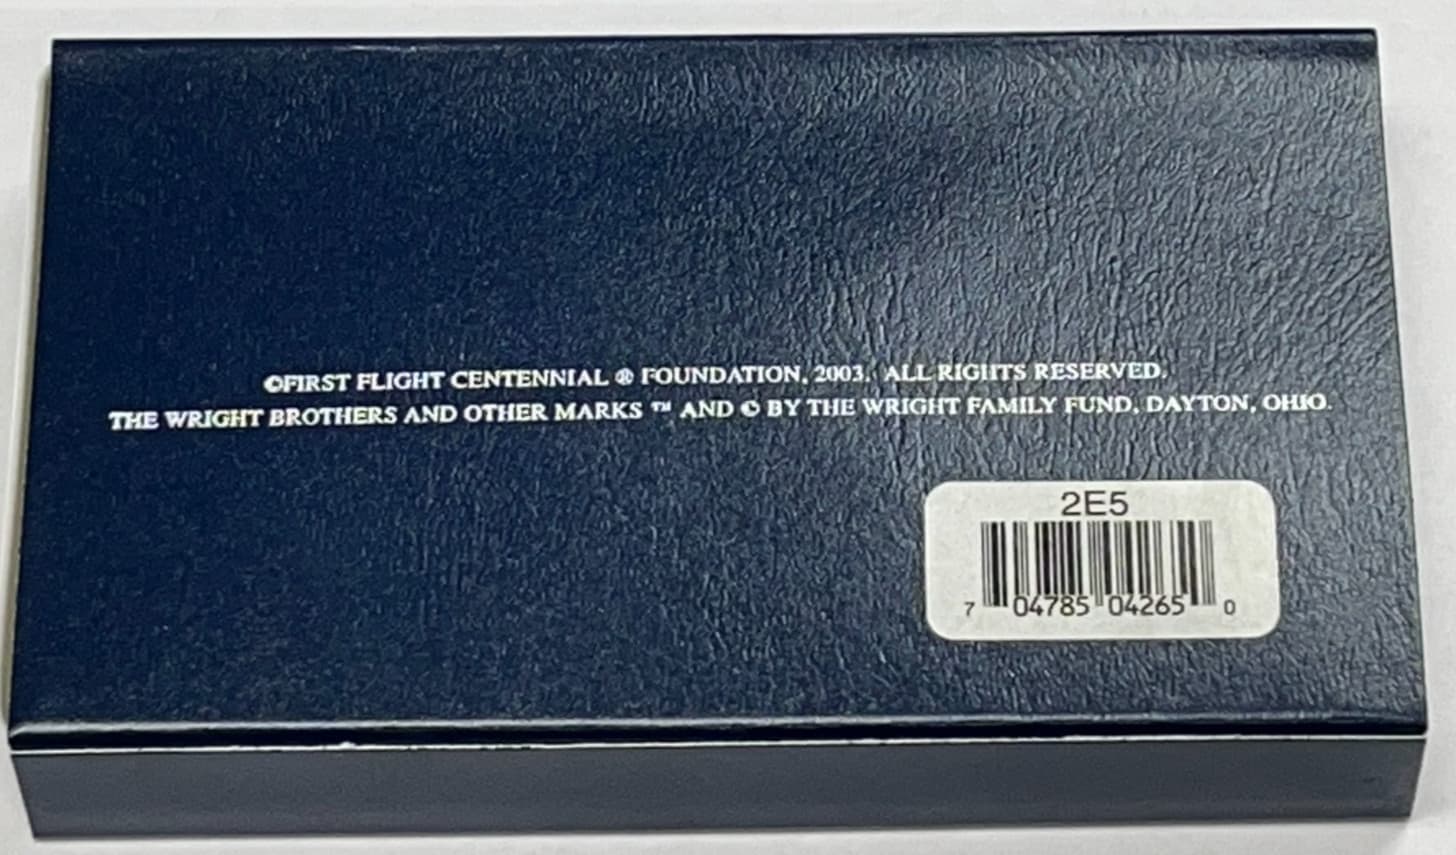 ©FIRST FLIGHT CENTENNIAL ® FOUNDATION, 2003. ALL RIGHTS RESERVED.
THE WRIGHT BROTHERS AND OTHER MARKS ™ AND © BY THE WRIGHT FAMILY FUND, DAYTON, OHIO.
2E5
7 04785 04265 0